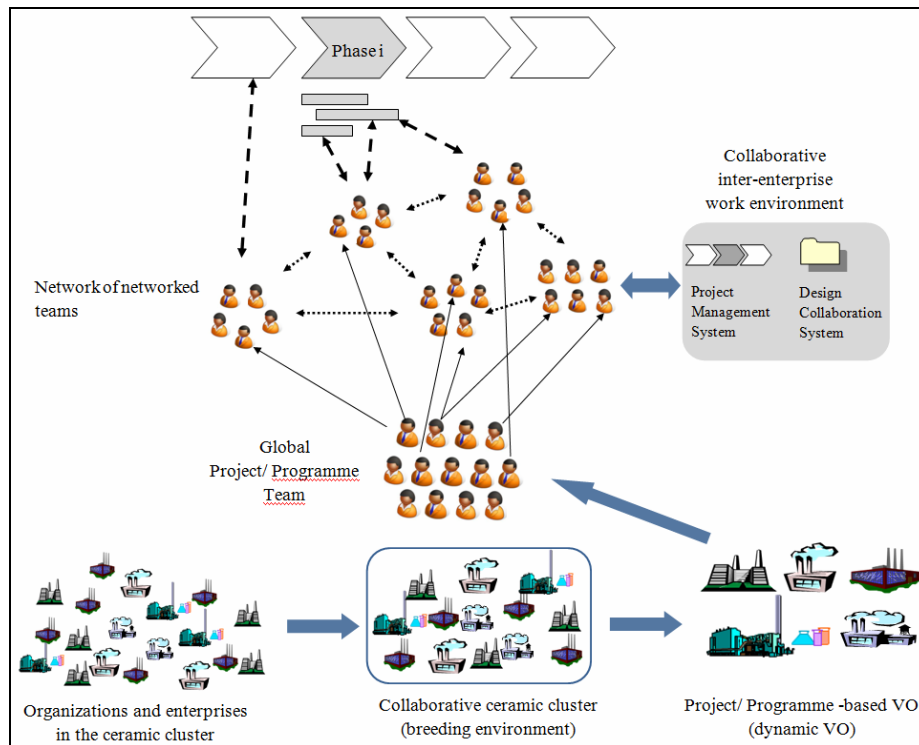 Phase i
Collaborative
inter-enterprise
work environment
Project
Management
System
Design
Collaboration
System
Network of networked
teams
Global
Project/ Programme
Team
Organizations and enterprises
in the ceramic cluster
Collaborative ceramic cluster
(breeding environment)
Project/ Programme -based VO
(dynamic VO)